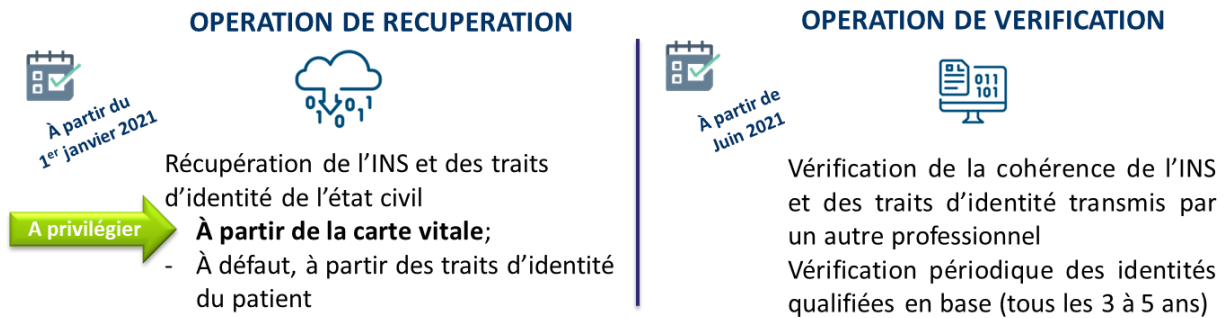 OPERATION DE RECUPERATION
À partir du
1er janvier 2021
0 1 0 1 1
1 0
Récupération de l’INS et des traits
d’identité de l’état civil
A privilégier
À partir de la carte vitale;
- À défaut, à partir des traits d’identité
du patient
OPERATION DE VERIFICATION
À partir de
Juin 2021
011
101
Vérification de la cohérence de l’INS
et des traits d’identité transmis par
un autre professionnel
Vérification périodique des identités
qualifiées en base (tous les 3 à 5 ans)